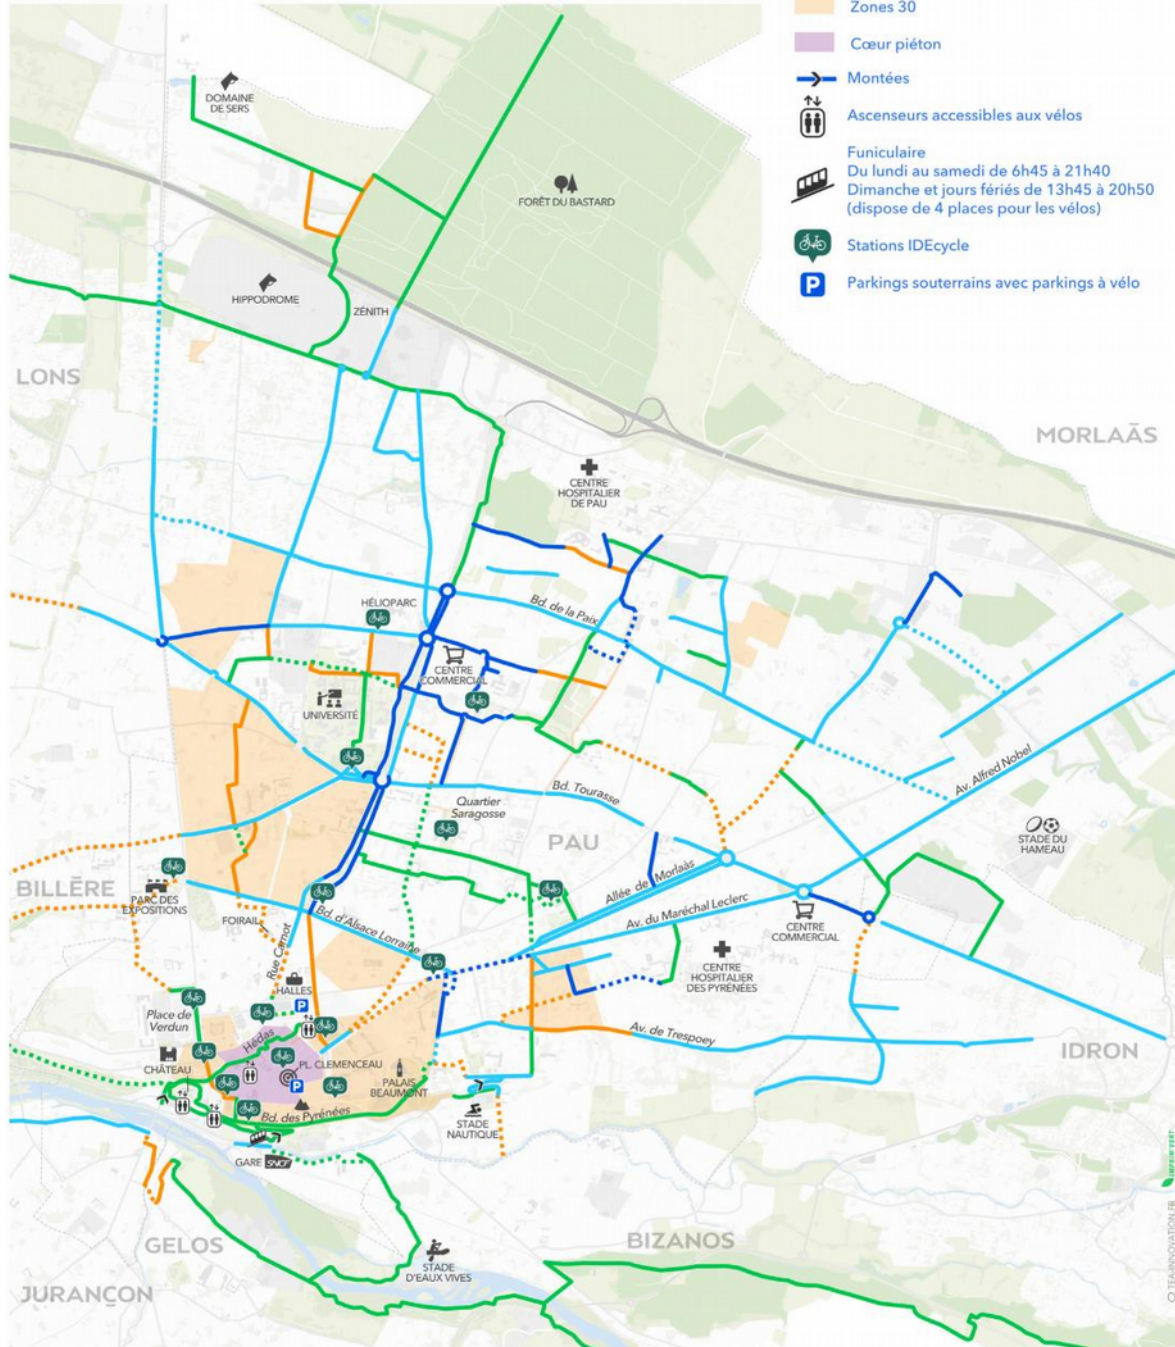 Zones 30
Cœur piéton
Montées
Ascenseurs accessibles aux vélos
Funiculaire
Du lundi au samedi de 6h45 à 21h40
Dimanche et jours fériés de 13h45 à 20h50
(dispose de 4 places pour les vélos)
Stations IDEcycle
P
Parkings souterrains avec parkings à vélo
DOMAINE
DE SERS
FORÊT DU BASTARD
HIPPODROME
ZÉNITH
LONS
MORLAÀS
CENTRE
HOSPITALIER
DE PAU
HÉLIOPARC
Bd. de la Paix
CENTRE
COMMERCIAL
UNIVERSITÉ
Av. Alfred Nobel
Bd. Tourasse
Quartier
Saragosse
PAU
STADE DU
HAMEAU
BILLÈRE
PARC DES
EXPOSITIONS
Allée de Morlaàs
Av. du Maréchal Leclerc
CENTRE
COMMERCIAL
FOIRAIL
Rue Carnot
Bd. d'Alsace Lorraine
CENTRE
HOSPITALIER
DES PYRÉNÉES
HALLES
P
Place de
Verdun
Hédas
Av. de Trespoey
IDRON
CHÂTEAU
PL. CLEMENCEAU
P
PALAIS
BEAUMONT
Bd. des Pyrénées
STADE
NAUTIQUE
GARE SNCF
GELOS
BIZANOS
STADE
D'EAUX VIVES
JURANÇON